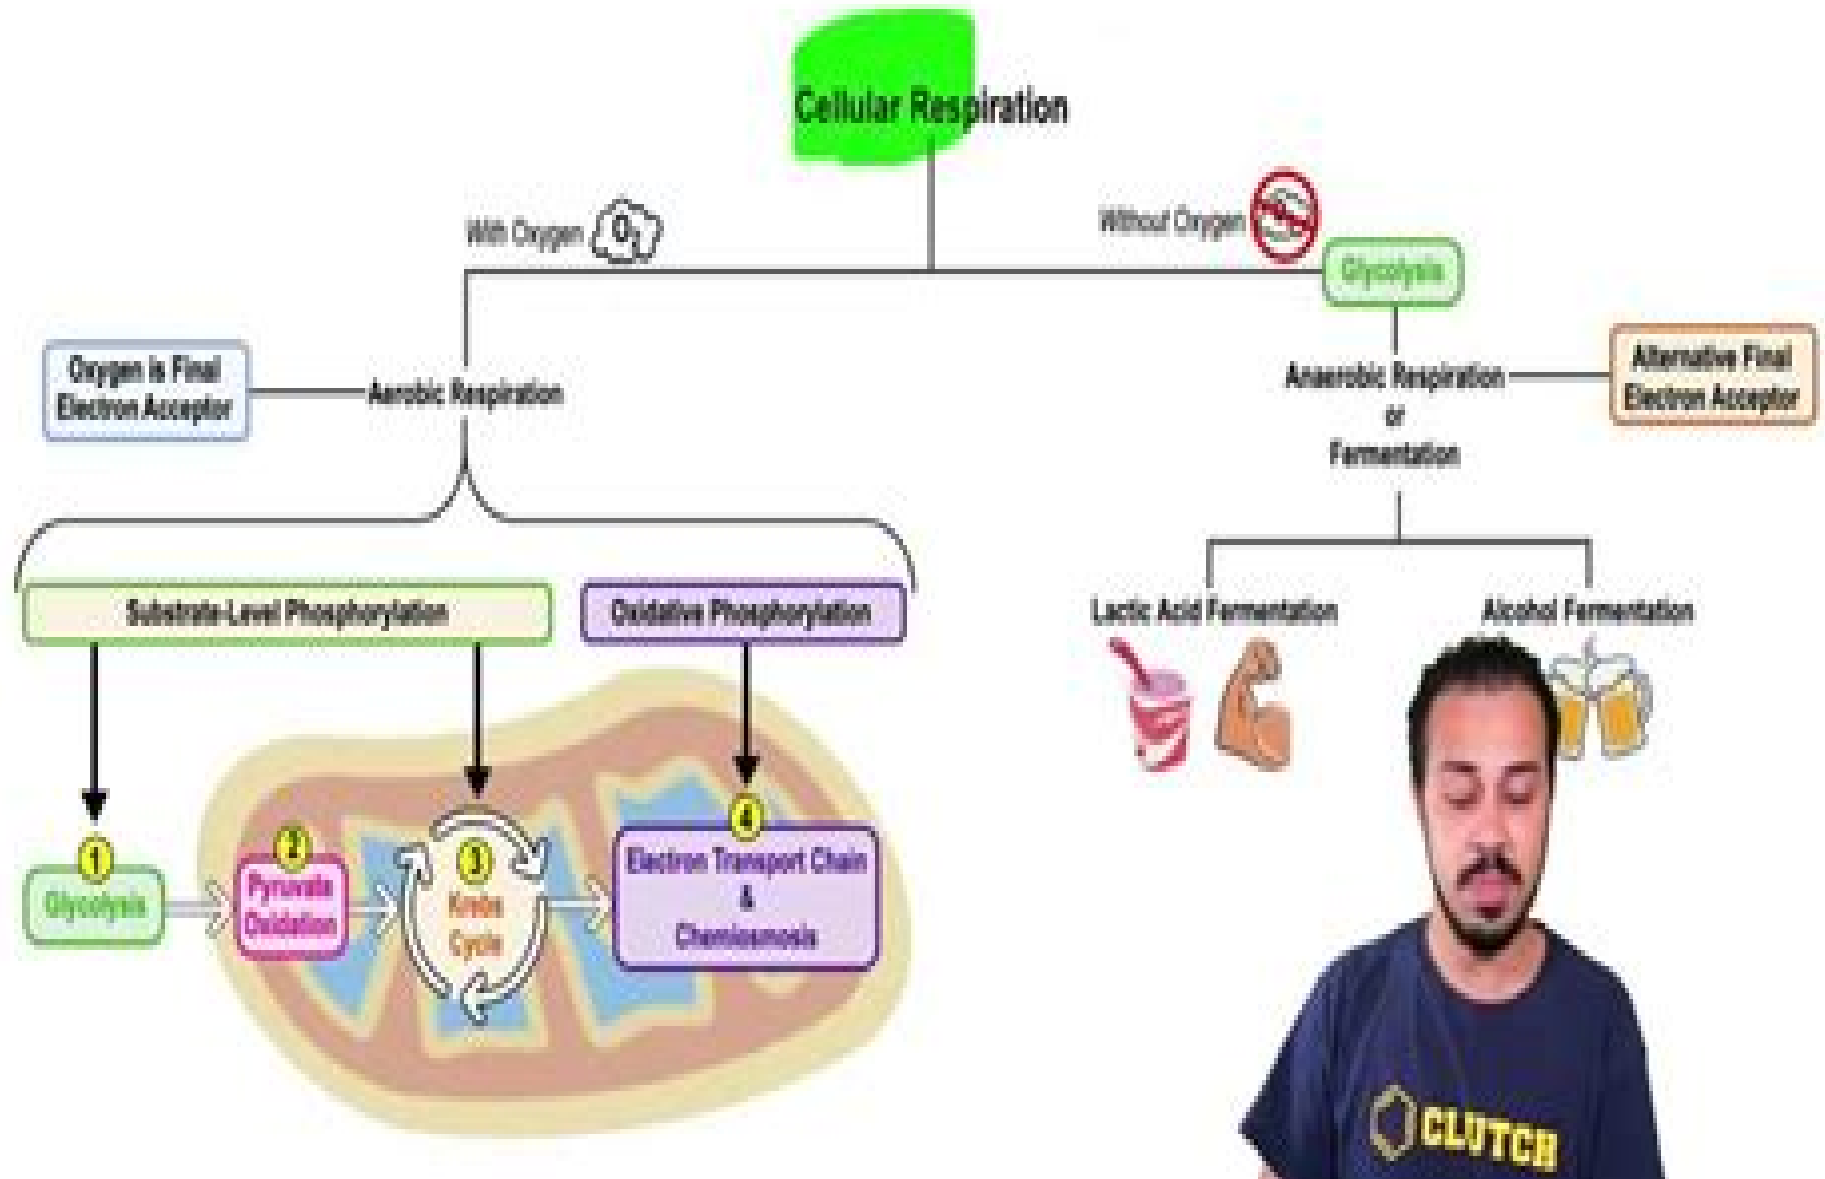 Cellular Respiration
With Oxygen
O2
Without Oxygen
Glycolysis
Oxygen is Final
Electron Acceptor
Aerobic Respiration
Anaerobic Respiration
or
Fermentation
Alternative Final
Electron Acceptor
Substrate-Level Phosphorylation
Oxidative Phosphorylation
Lactic Acid Fermentation
Alcohol Fermentation
1
Glycolysis
2
Pyruvate
Oxidation
3
Krebs
Cycle
4
Electron Transport Chain
&
Chemiosmosis
CLUTCH